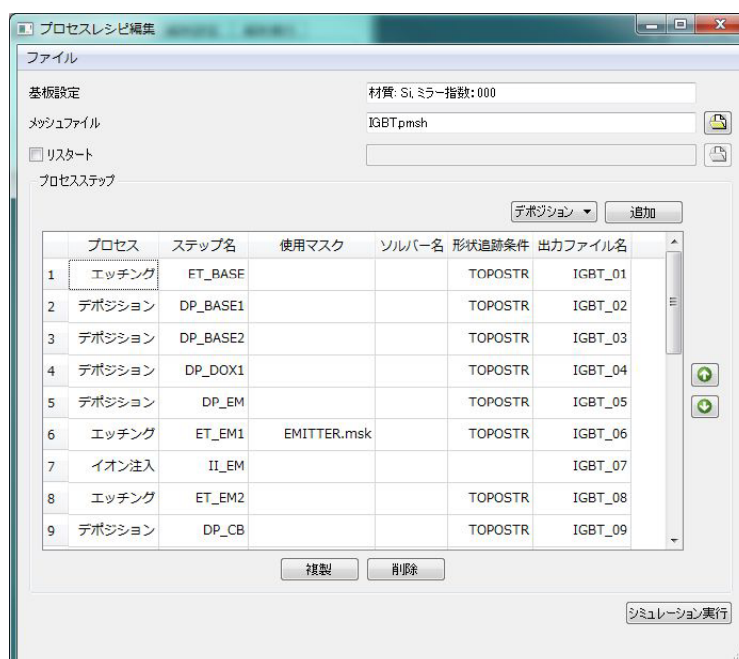 プロセスレシピ編集
ファイル
基板設定 材質: Si, ミラー指数: 000
メッシュファイル IGBT.pmsh
リスタート
プロセスステップ
デポジション 追加
プロセス ステップ名 使用マスク ソルバー名 形状追跡条件 出力ファイル名
1 エッチング ET_BASE TOPOSTR IGBT_01
2 デポジション DP_BASE1 TOPOSTR IGBT_02
3 デポジション DP_BASE2 TOPOSTR IGBT_03
4 デポジション DP_DOX1 TOPOSTR IGBT_04
5 デポジション DP_EM TOPOSTR IGBT_05
6 エッチング ET_EM1 EMITTER.msk TOPOSTR IGBT_06
7 イオン注入 II_EM IGBT_07
8 エッチング ET_EM2 TOPOSTR IGBT_08
9 デポジション DP_CB TOPOSTR IGBT_09
複製 削除
シミュレーション実行